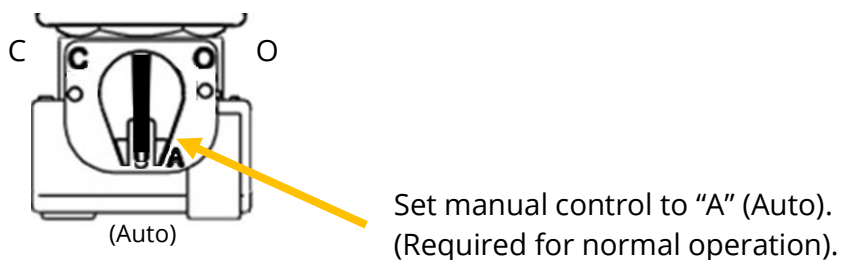 C C O O
A
(Auto)
Set manual control to “A” (Auto).
(Required for normal operation).